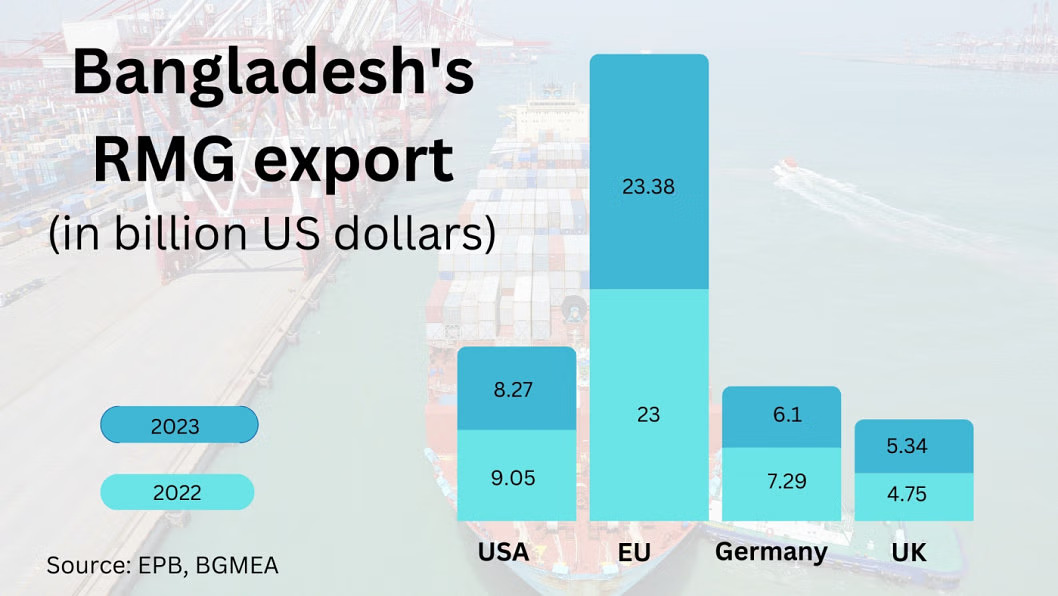 Bangladesh's
RMG export
(in billion US dollars)
2023
2022
23.38
23
8.27
9.05
6.1
7.29
5.34
4.75
USA
EU
Germany
UK
Source: EPB, BGMEA